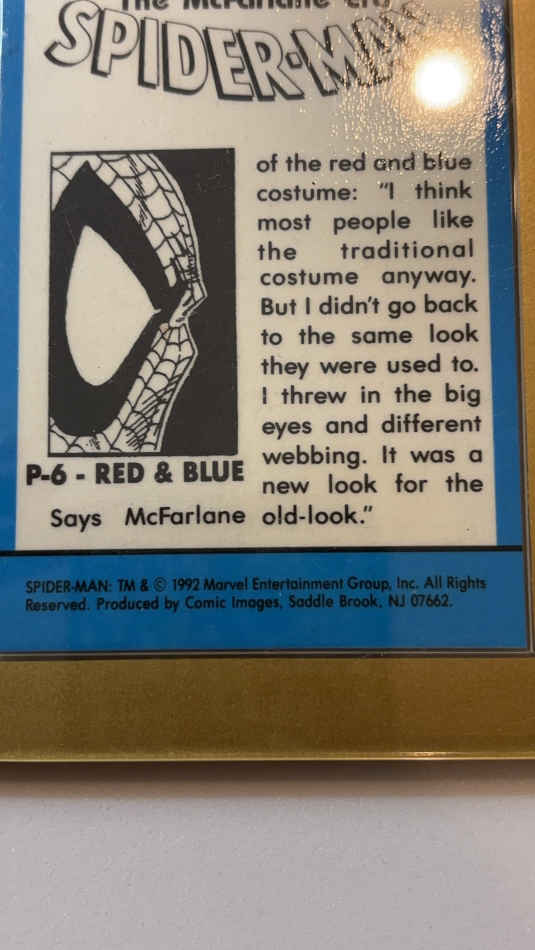 The McFarlane Era
SPIDER-MAN
of the red and blue
costume: "I think
most people like
the traditional
costume anyway.
But I didn't go back
to the same look
they were used to.
I threw in the big
eyes and different
webbing. It was a
new look for the
P-6 - RED & BLUE
Says McFarlane old-look."
SPIDER-MAN: TM & © 1992 Marvel Entertainment Group, Inc. All Rights
Reserved. Produced by Comic Images, Saddle Brook, NJ 07662.